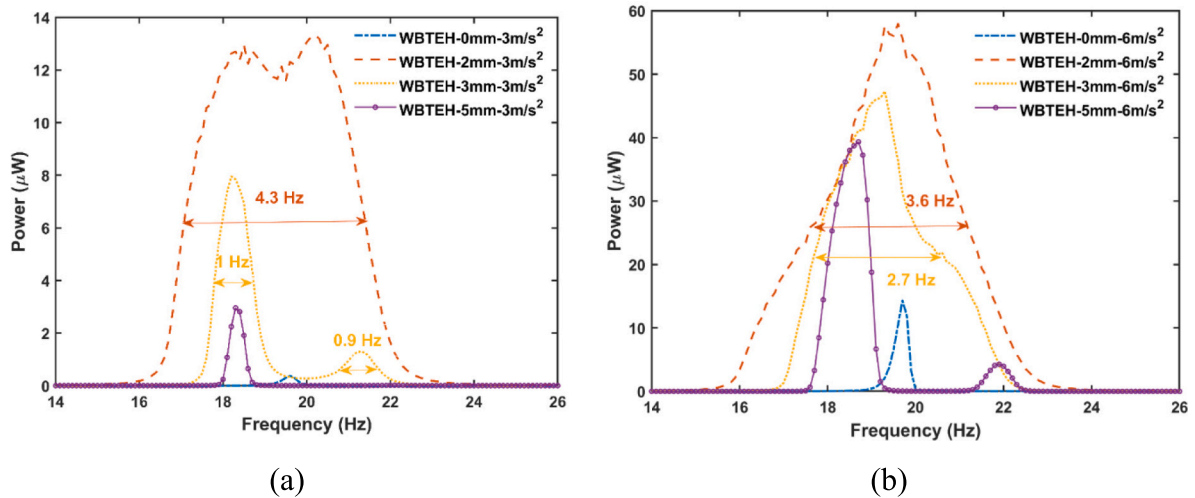 14
12
10
8
6
4
2
0
Power (μW)
14 16 18 20 22 24 26
Frequency (Hz)
WBTEH-0mm-3m/s²
WBTEH-2mm-3m/s²
WBTEH-3mm-3m/s²
WBTEH-5mm-3m/s²
4.3 Hz
1 Hz
0.9 Hz
(a)
60
50
40
30
20
10
0
Power (μW)
14 16 18 20 22 24 26
Frequency (Hz)
WBTEH-0mm-6m/s²
WBTEH-2mm-6m/s²
WBTEH-3mm-6m/s²
WBTEH-5mm-6m/s²
3.6 Hz
2.7 Hz
(b)